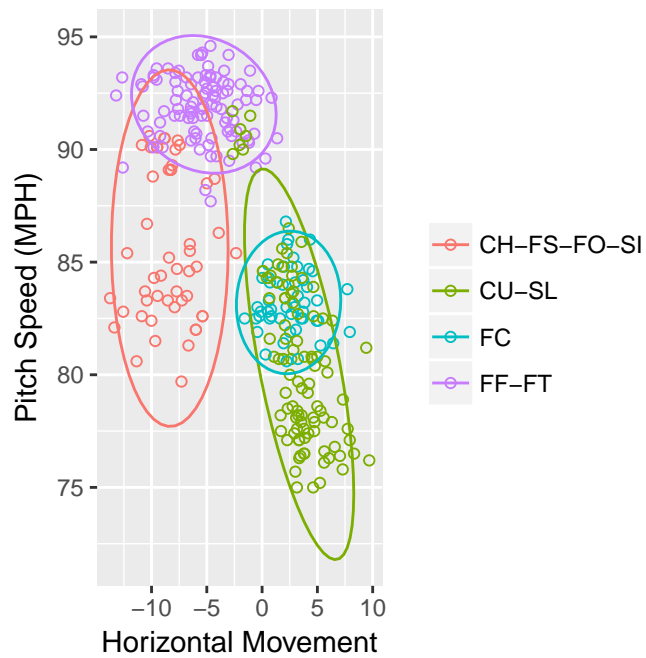 95
90
85
80
75
Pitch Speed (MPH)
−10 −5 0 5 10
Horizontal Movement
CH−FS−FO−SI
CU−SL
FC
FF−FT